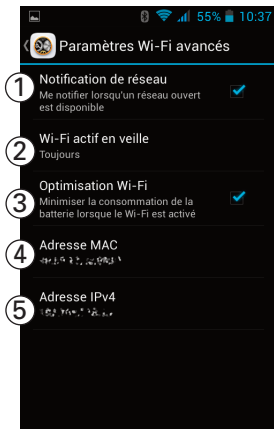 55% 10:37
Paramètres Wi-Fi avancés
1 Notification de réseau
Me notifier lorsqu'un réseau ouvert
est disponible
2 Wi-Fi actif en veille
Toujours
3 Optimisation Wi-Fi
Minimiser la consommation de la
batterie lorsque le Wi-Fi est activé
4 Adresse MAC
5 Adresse IPv4